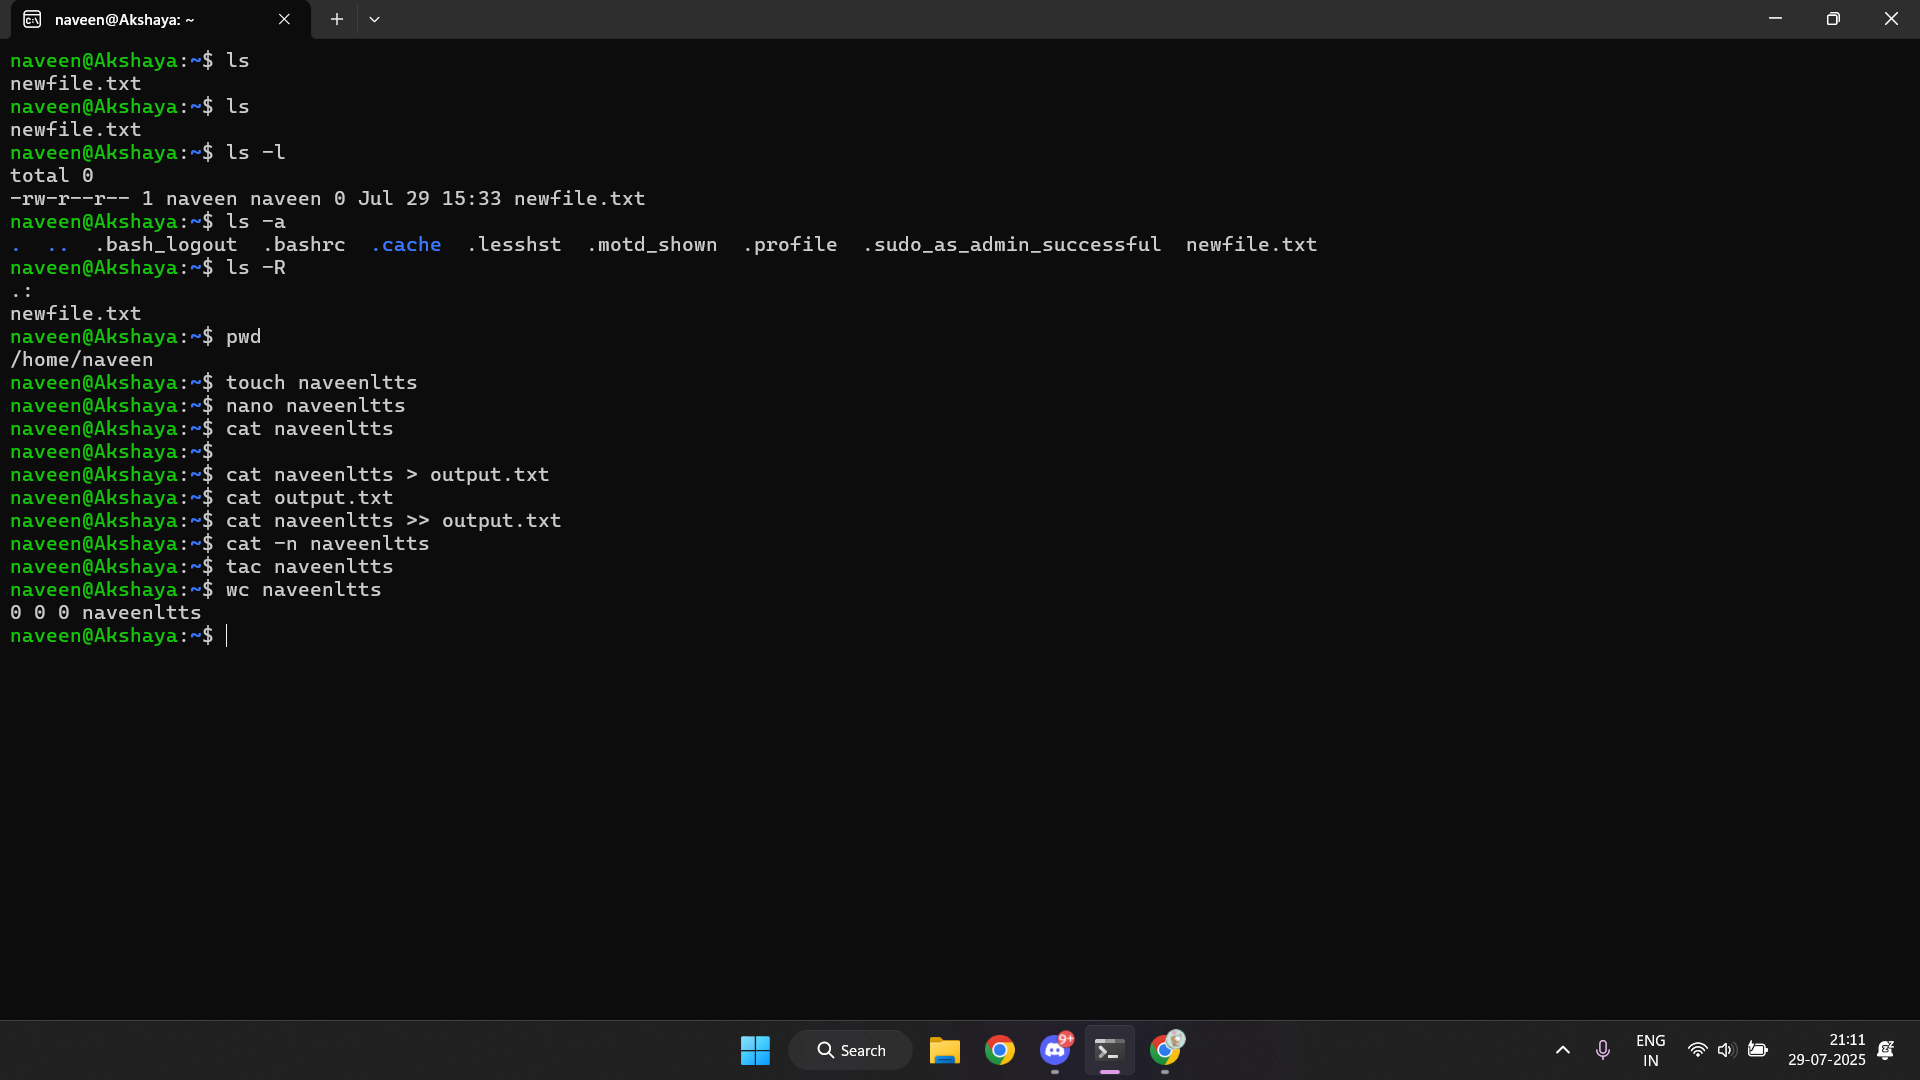 naveen@Akshaya: ~
naveen@Akshaya:~$ ls
newfile.txt
naveen@Akshaya:~$ ls
newfile.txt
naveen@Akshaya:~$ ls -l
total 0
-rw-r--r-- 1 naveen naveen 0 Jul 29 15:33 newfile.txt
naveen@Akshaya:~$ ls -a
.  ..  .bash_logout  .bashrc  .cache  .lesshst  .motd_shown  .profile  .sudo_as_admin_successful  newfile.txt
naveen@Akshaya:~$ ls -R
.:
newfile.txt
naveen@Akshaya:~$ pwd
/home/naveen
naveen@Akshaya:~$ touch naveenltts
naveen@Akshaya:~$ nano naveenltts
naveen@Akshaya:~$ cat naveenltts
naveen@Akshaya:~$
naveen@Akshaya:~$ cat naveenltts > output.txt
naveen@Akshaya:~$ cat output.txt
naveen@Akshaya:~$ cat naveenltts >> output.txt
naveen@Akshaya:~$ cat -n naveenltts
naveen@Akshaya:~$ tac naveenltts
naveen@Akshaya:~$ wc naveenltts
0 0 0 naveenltts
naveen@Akshaya:~$
Search
9+
ENG
IN
21:11
29-07-2025